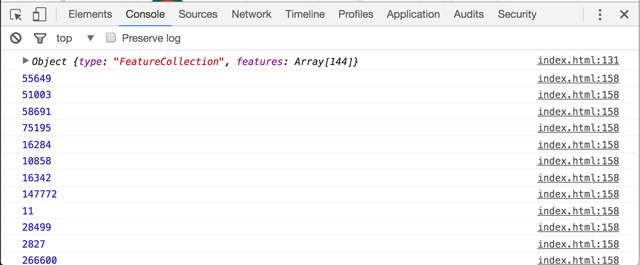 Elements Console Sources Network Timeline Profiles Application Audits Security
top Preserve log
Object {type: "FeatureCollection", features: Array[144]} index.html:131
55649 index.html:158
51003 index.html:158
58691 index.html:158
75195 index.html:158
16284 index.html:158
10858 index.html:158
16342 index.html:158
147772 index.html:158
11 index.html:158
28499 index.html:158
2827 index.html:158
266600 index.html:158